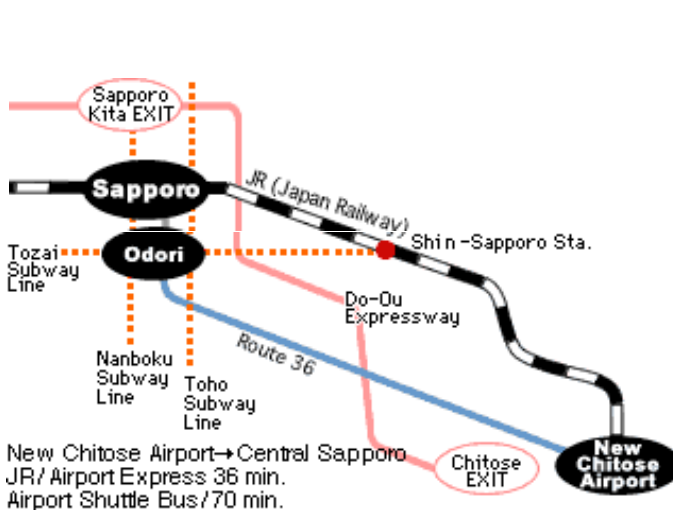 Sapporo
Kita EXIT
JR (Japan Railway)
Sapporo
Shin-Sapporo Sta.
Tozai
Subway
Line
Odori
Do-Ou
Expressway
Route 36
Nanboku
Subway
Line
Toho
Subway
Line
New Chitose Airport→Central Sapporo
JR/Airport Express 36 min.
Airport Shuttle Bus/70 min.
Chitose
EXIT
New
Chitose
Airport